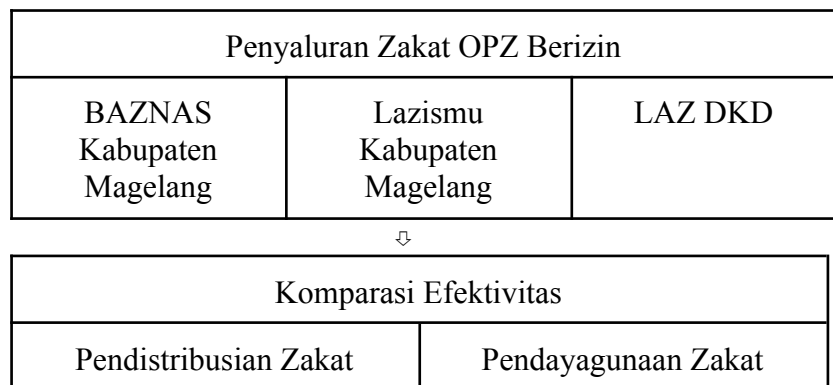 Penyaluran Zakat OPZ Berizin
BAZNAS
Kabupaten
Magelang
Lazismu
Kabupaten
Magelang
LAZ DKD
⇩
Komparasi Efektivitas
Pendistribusian Zakat
Pendayagunaan Zakat